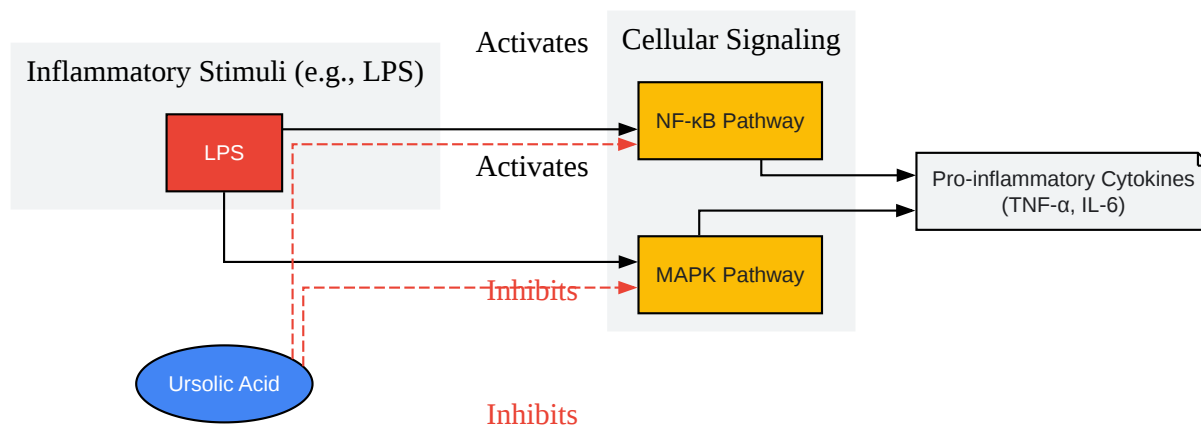 Activates
Cellular Signaling
Inflammatory Stimuli (e.g., LPS)
NF-κB Pathway
LPS
Activates
Pro-inflammatory Cytokines
(TNF-α, IL-6)
MAPK Pathway
Inhibits
Ursolic Acid
Inhibits